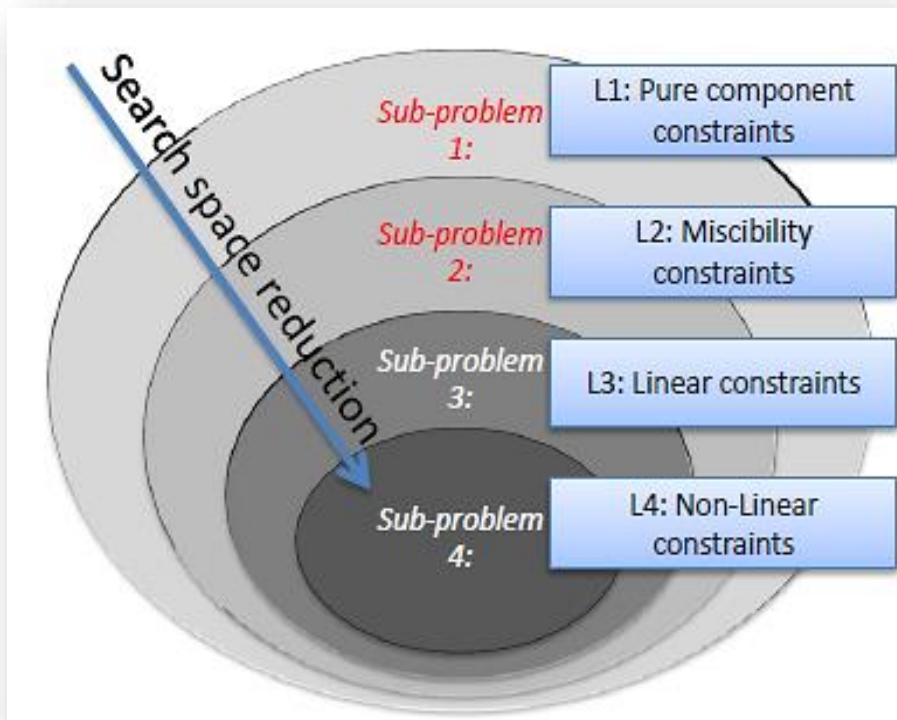 Search space reduction
Sub-problem
1:
L1: Pure component
constraints
Sub-problem
2:
L2: Miscibility
constraints
Sub-problem
3:
L3: Linear constraints
Sub-problem
4:
L4: Non-Linear
constraints